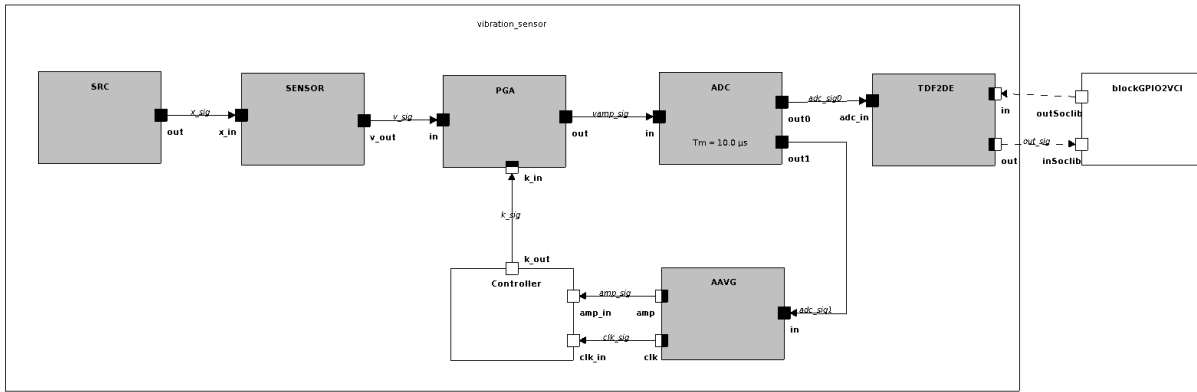 vibration_sensor
SRC
SENSOR
PGA
ADC
TDF2DE
blockGPIO2VCI
x_sig
out
x_in
v_sig
v_out
in
vamp_sig
out
in
adc_sig0
out0
adc_in
in
outSoclib
Tm = 10.0 µs
out1
out_sig
out
inSoclib
k_in
k_sig
k_out
Controller
AAVG
amp_sig
amp_in
amp
adc_sig1
in
clk_sig
clk_in
clk